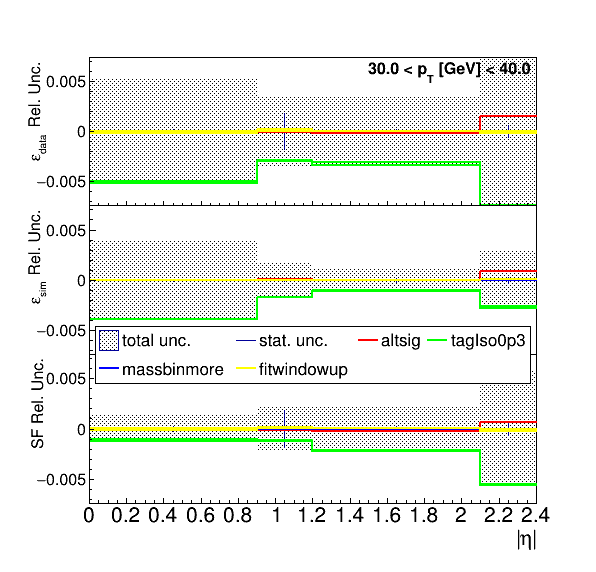 30.0 < p_T [GeV] < 40.0
ε_data Rel. Unc.
0.005
0
−0.005
ε_sim Rel. Unc.
0.005
0
−0.005
total unc. stat. unc. altsig tagIso0p3
massbinmore fitwindowup
SF Rel. Unc.
0.005
0
−0.005
0 0.2 0.4 0.6 0.8 1 1.2 1.4 1.6 1.8 2 2.2 2.4
|η|